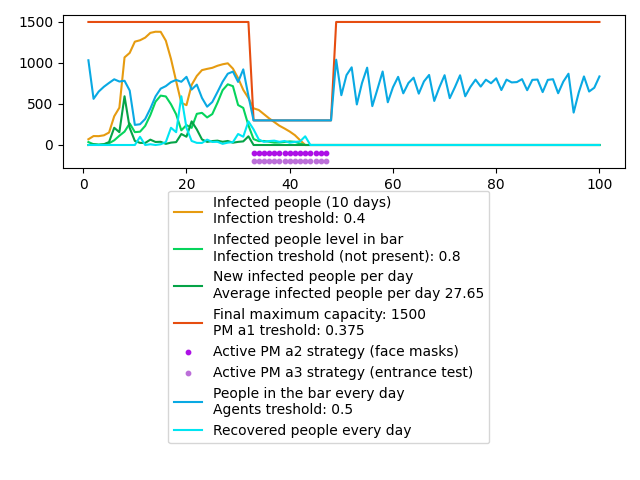 1500
1000
500
0
0 20 40 60 80 100
Infected people (10 days)
Infection treshold: 0.4
Infected people level in bar
Infection treshold (not present): 0.8
New infected people per day
Average infected people per day 27.65
Final maximum capacity: 1500
PM a1 treshold: 0.375
Active PM a2 strategy (face masks)
Active PM a3 strategy (entrance test)
People in the bar every day
Agents treshold: 0.5
Recovered people every day